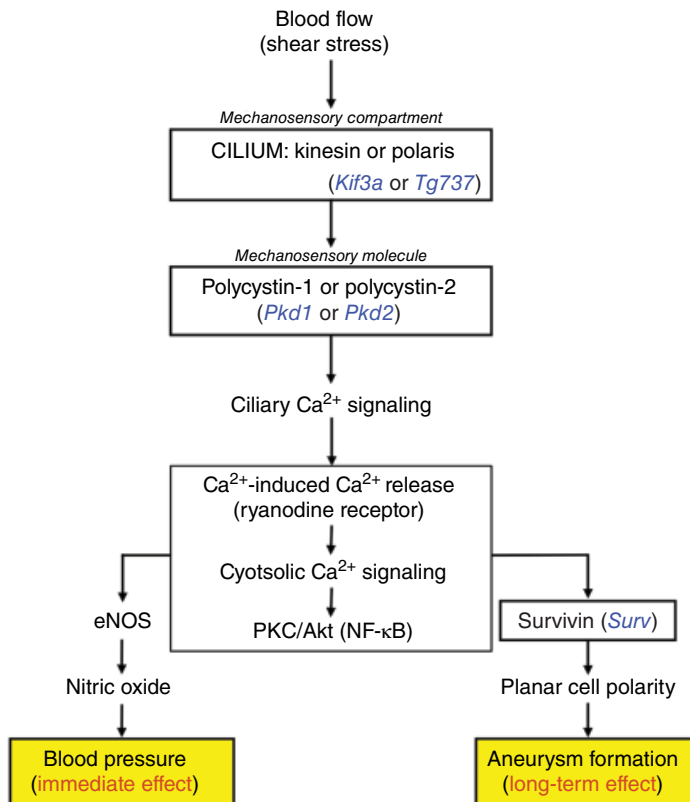 Blood flow
(shear stress)
Mechanosensory compartment
CILIUM: kinesin or polaris
(Kif3a or Tg737)
Mechanosensory molecule
Polycystin-1 or polycystin-2
(Pkd1 or Pkd2)
Ciliary Ca²⁺ signaling
Ca²⁺-induced Ca²⁺ release
(ryanodine receptor)
Cyotsolic Ca²⁺ signaling
PKC/Akt (NF-κB)
eNOS
Nitric oxide
Blood pressure
(immediate effect)
Survivin (Surv)
Planar cell polarity
Aneurysm formation
(long-term effect)